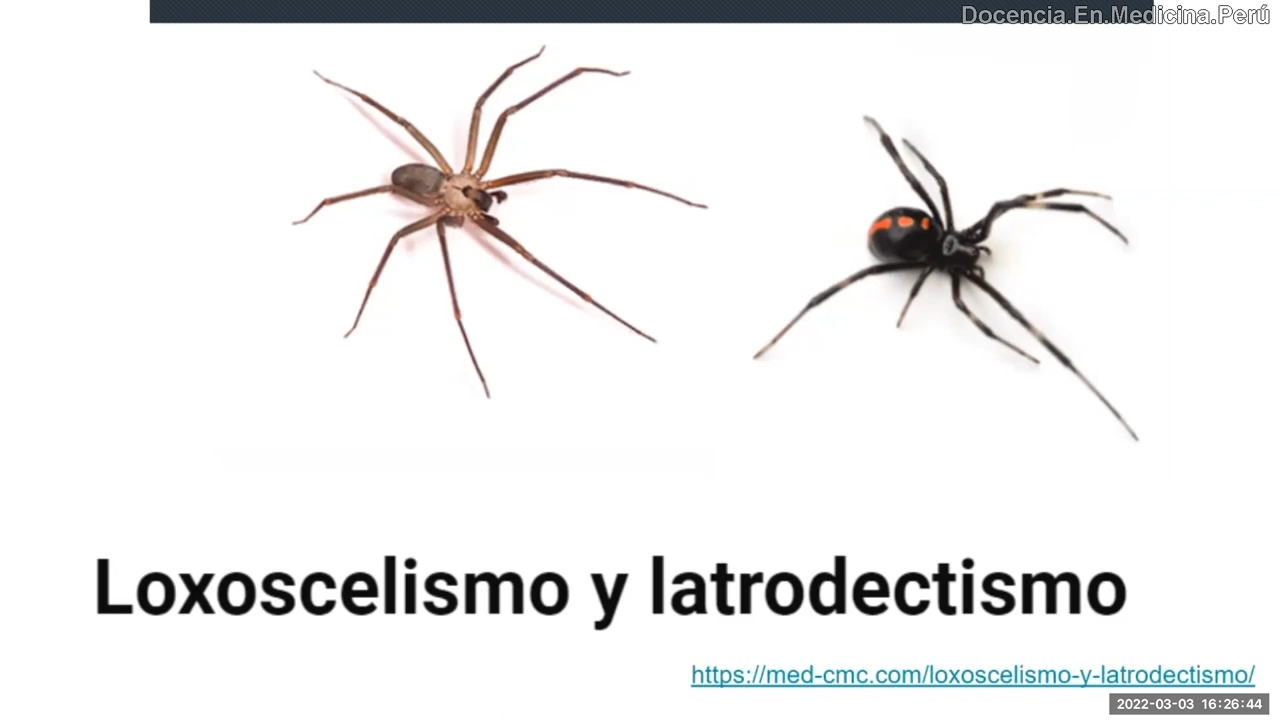 Docencia.En.Medicina.Perú
Loxoscelismo y latrodectismo
https://med-cmc.com/loxoscelismo-y-latrodectismo/
2022-03-03 16:26:44